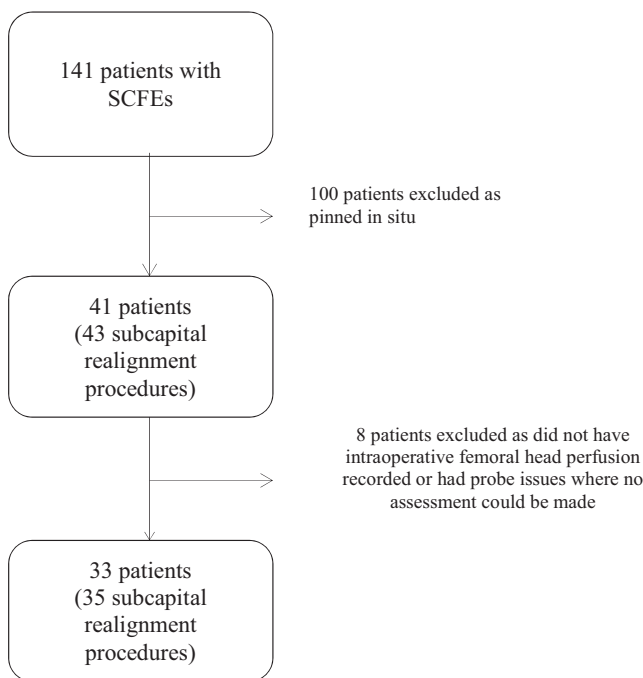 141 patients with
SCFEs
100 patients excluded as
pinned in situ
41 patients
(43 subcapital
realignment
procedures)
8 patients excluded as did not have
intraoperative femoral head perfusion
recorded or had probe issues where no
assessment could be made
33 patients
(35 subcapital
realignment
procedures)